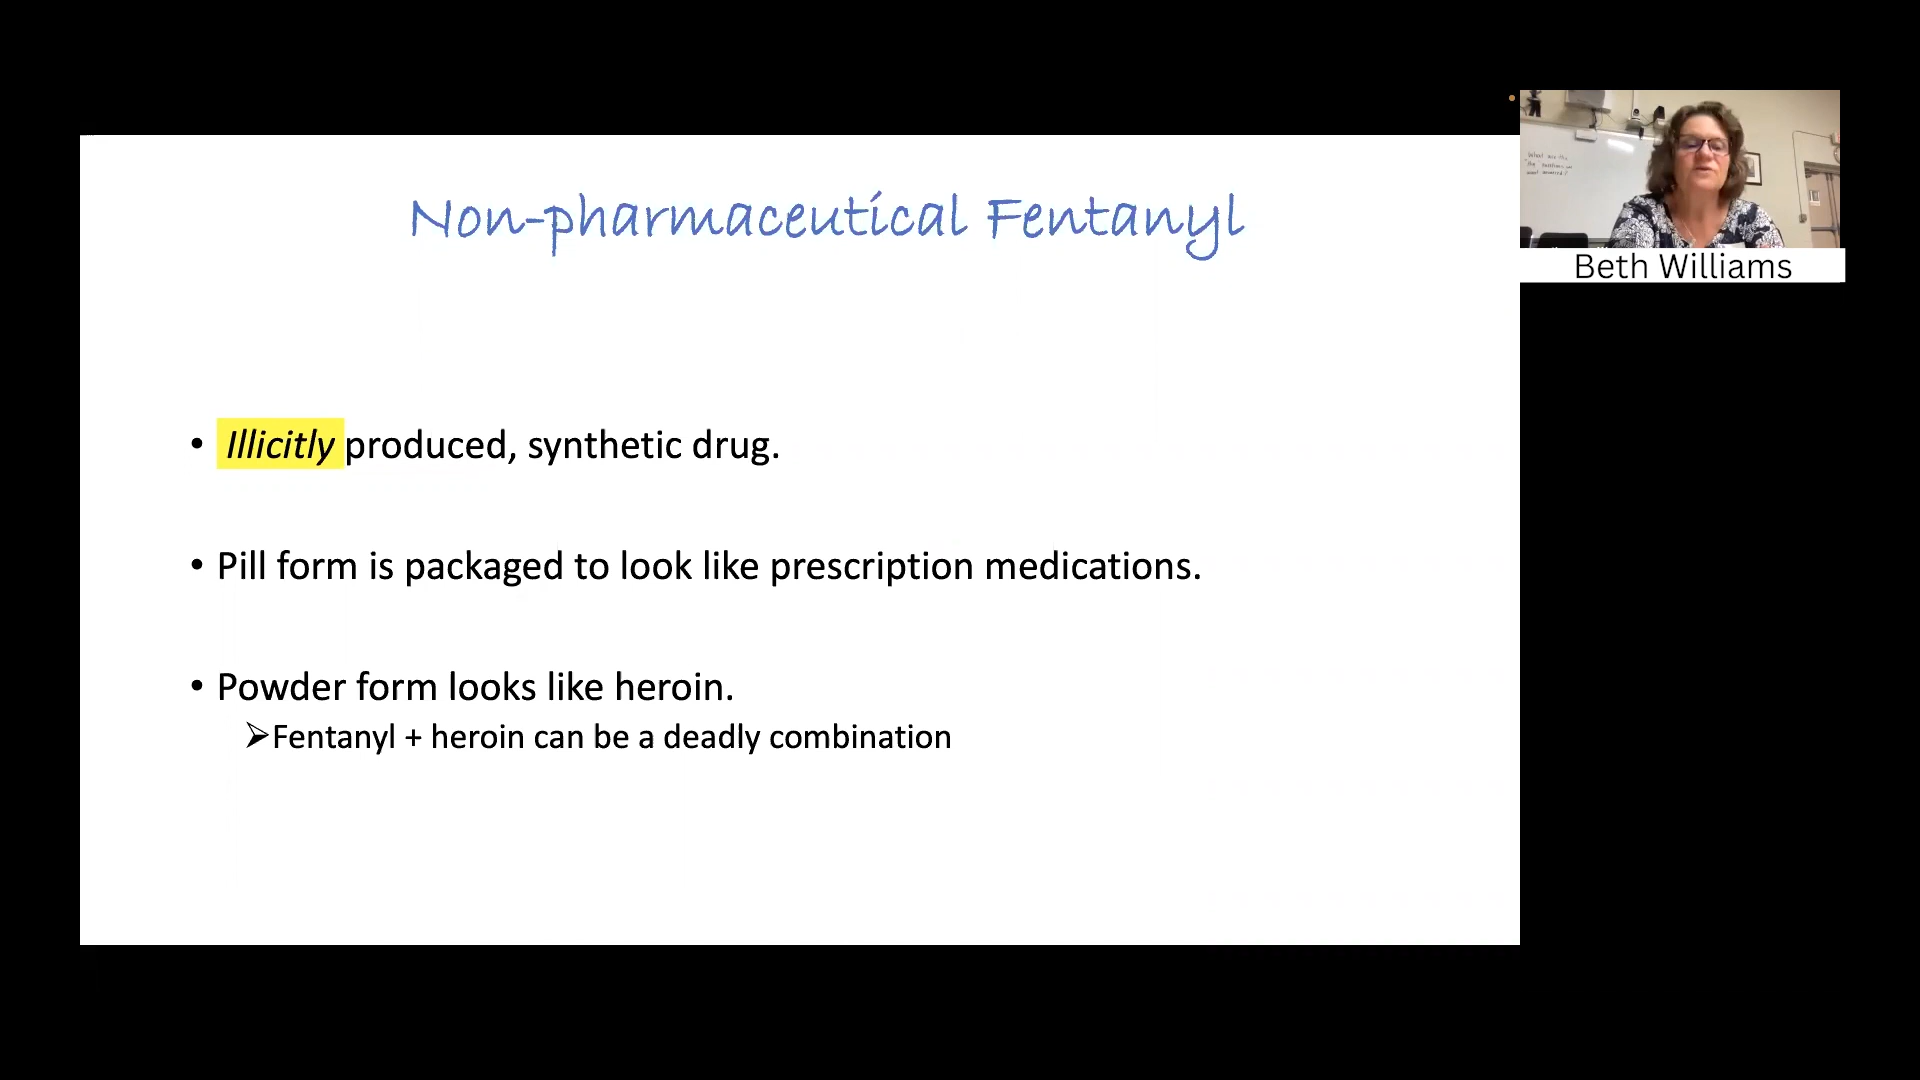 Non-pharmaceutical Fentanyl
• Illicitly produced, synthetic drug.
• Pill form is packaged to look like prescription medications.
• Powder form looks like heroin.
➢Fentanyl + heroin can be a deadly combination
Beth Williams